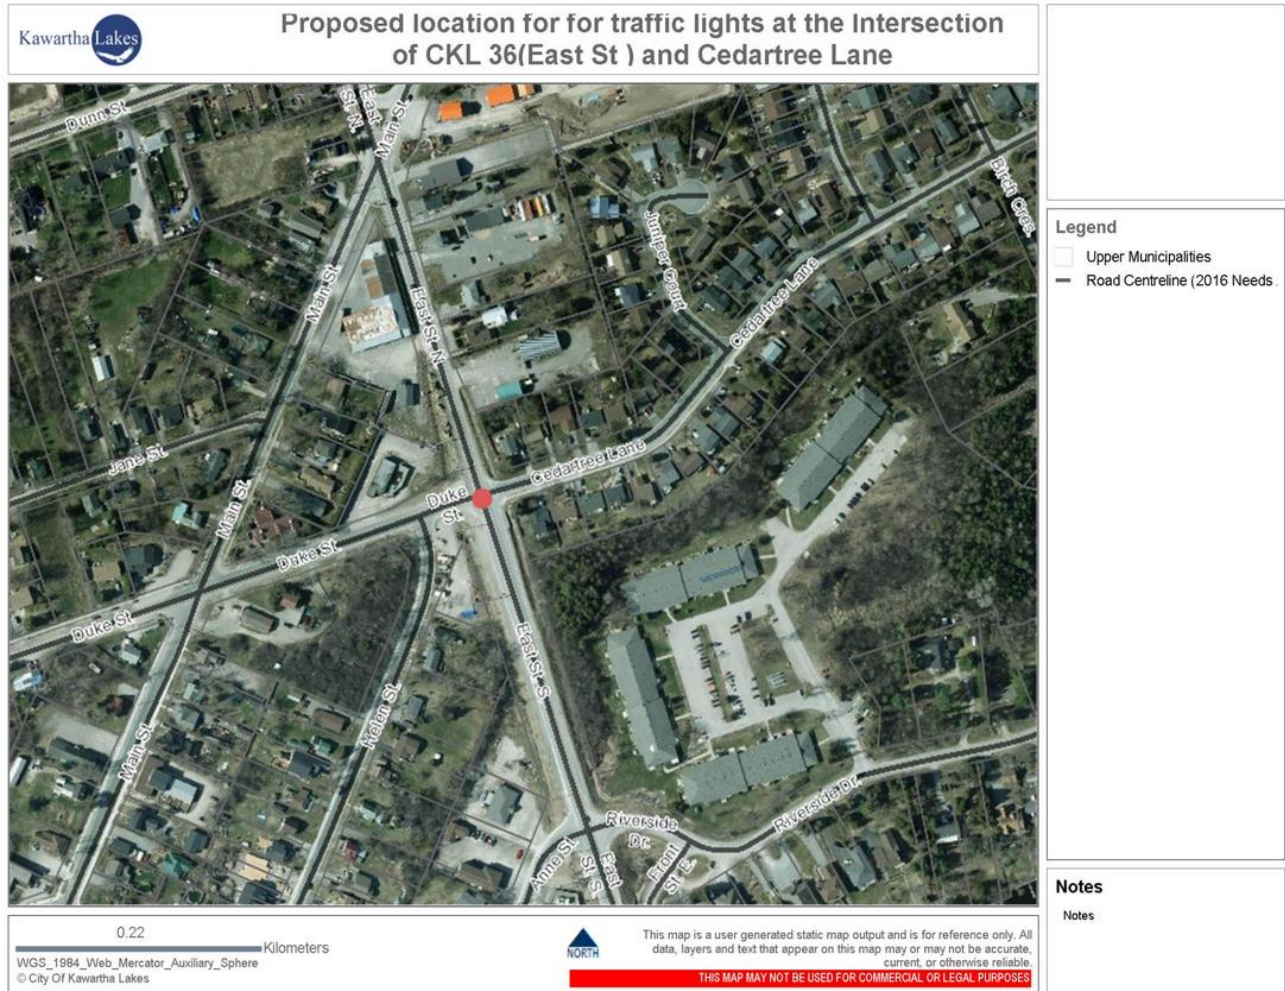 Kawartha Lakes
Proposed location for for traffic lights at the Intersection
of CKL 36(East St ) and Cedartree Lane
Dunn St.
East
St. N.
Main St.
Birch Cres
Juniper Court
Main St
East St. N.
Cedartree Lane
Jane St.
Cedartree Lane
Main St.
Duke
St.
Duke St.
Duke St
East St. S.
Helen St.
Main St.
Riverside
Dr.
Riverside Dr.
Anne St.
East
St. S.
Front
St. E.
Legend
Upper Municipalities
Road Centreline (2016 Needs
Notes
Notes
0.22
Kilometers
WGS_1984_Web_Mercator_Auxiliary_Sphere
© City Of Kawartha Lakes
NORTH
This map is a user generated static map output and is for reference only. All
data, layers and text that appear on this map may or may not be accurate,
current, or otherwise reliable.
THIS MAP MAY NOT BE USED FOR COMMERCIAL OR LEGAL PURPOSES